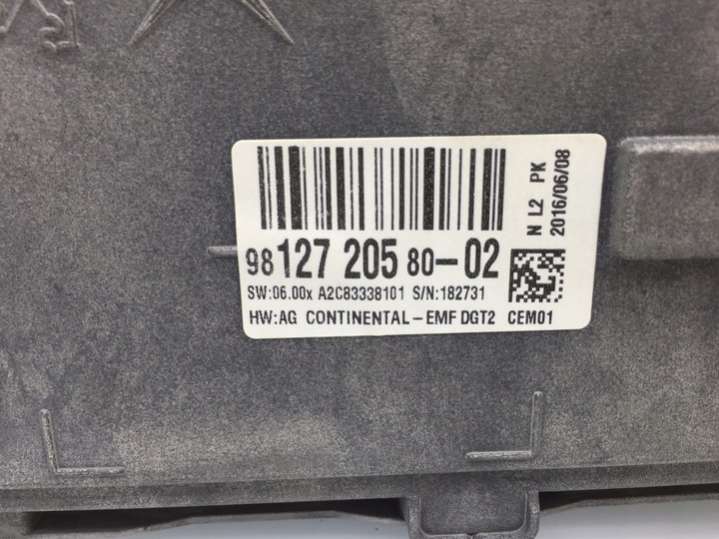 98 127 205 80-02
SW:06.00x A2C83338101 S/N:182731
HW:AG CONTINENTAL-EMF DGT2 CEM01
N L2 PK
2016/06/08